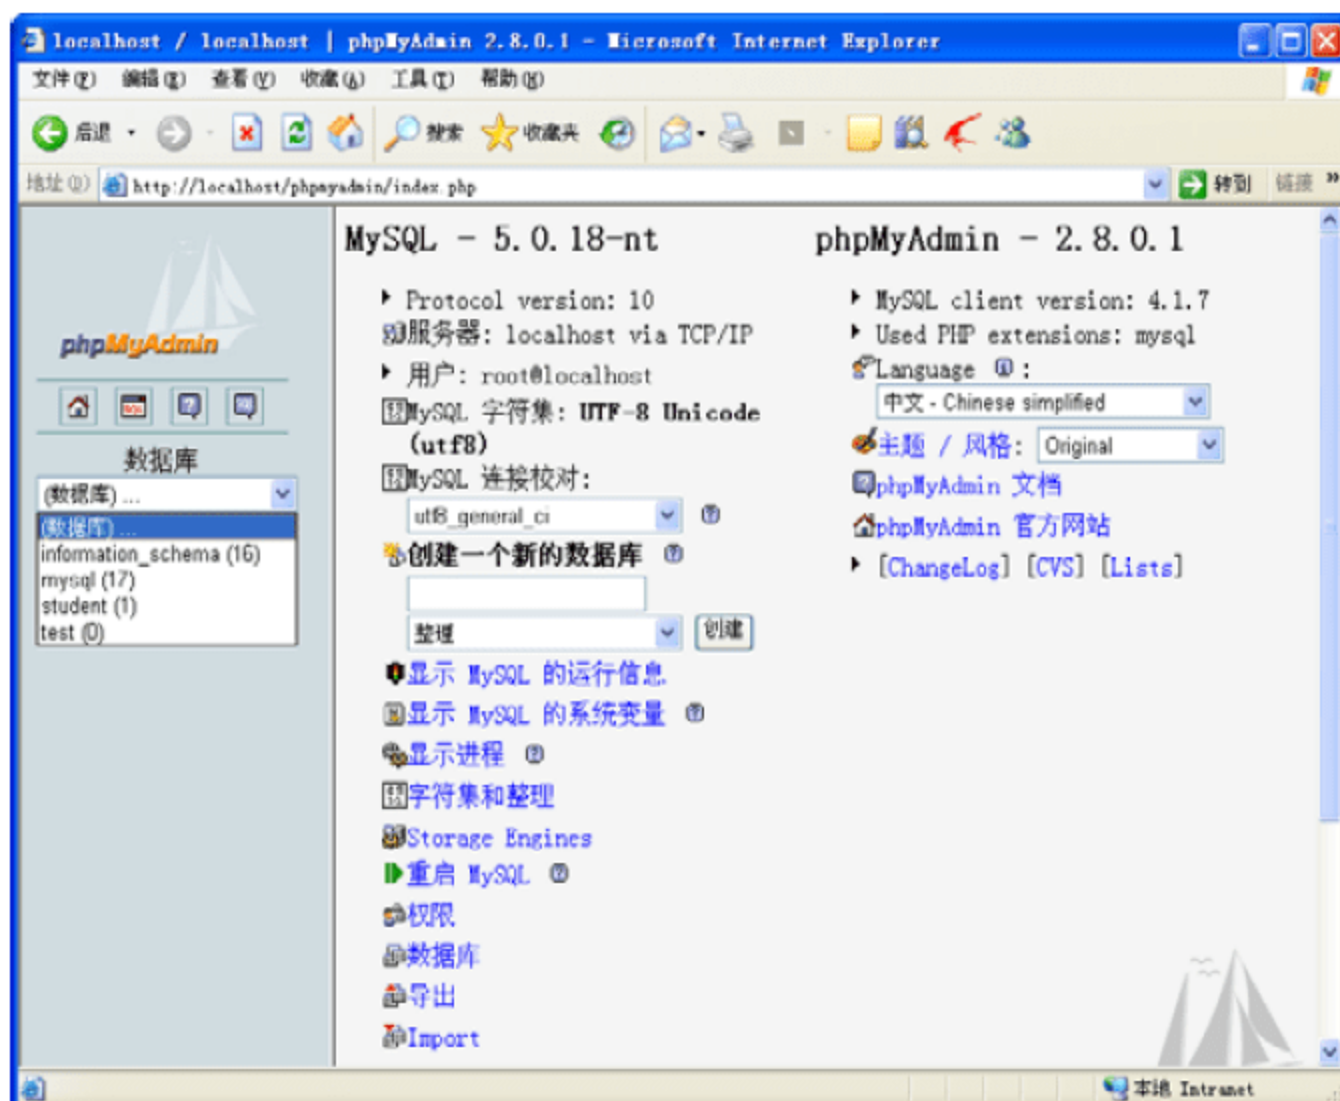 localhost / localhost | phpMyAdmin 2.8.0.1 - Microsoft Internet Explorer
文件(F) 编辑(E) 查看(V) 收藏(A) 工具(T) 帮助(H)
后退 搜索 收藏夹
地址(D) http://localhost/phpmyadmin/index.php 转到 链接 »
phpMyAdmin
数据库
(数据库) ...
(数据库) ...
information_schema (16)
mysql (17)
student (1)
test (0)
MySQL - 5.0.18-nt
Protocol version: 10
服务器: localhost via TCP/IP
用户: root@localhost
MySQL 字符集: UTF-8 Unicode
(utf8)
MySQL 连接校对:
utf8_general_ci
创建一个新的数据库
整理 创建
显示 MySQL 的运行信息
显示 MySQL 的系统变量
显示进程
字符集和整理
Storage Engines
重启 MySQL
权限
数据库
导出
Import
phpMyAdmin - 2.8.0.1
MySQL client version: 4.1.7
Used PHP extensions: mysql
Language :
中文 - Chinese simplified
主题 / 风格: Original
phpMyAdmin 文档
phpMyAdmin 官方网站
[ChangeLog] [CVS] [Lists]
本地 Intranet